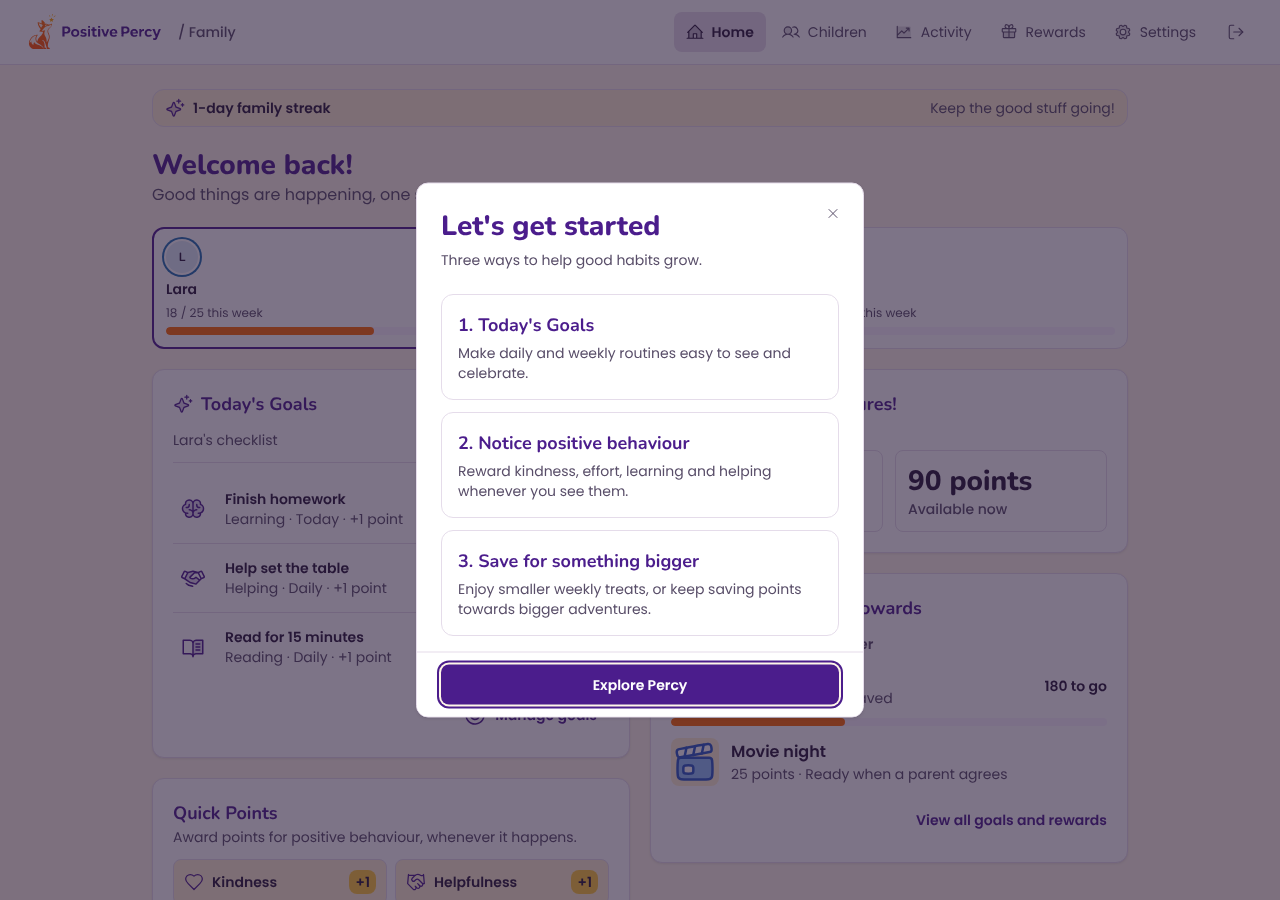 Positive Percy / Family
Home
Children
Activity
Rewards
Settings
1-day family streak
Keep the good stuff going!
Welcome back!
Good things are happening, one
L
Lara
18 / 25 this week
this week
Today's Goals
Lara's checklist
Finish homework
Learning · Today · +1 point
Help set the table
Helping · Daily · +1 point
Read for 15 minutes
Reading · Daily · +1 point
Manage goals
Quick Points
Award points for positive behaviour, whenever it happens.
Kindness
+1
Helpfulness
+1
Let's get started
Three ways to help good habits grow.
1. Today's Goals
Make daily and weekly routines easy to see and
celebrate.
2. Notice positive behaviour
Reward kindness, effort, learning and helping
whenever you see them.
3. Save for something bigger
Enjoy smaller weekly treats, or keep saving points
towards bigger adventures.
Explore Percy
90 points
Available now
180 to go
Movie night
25 points · Ready when a parent agrees
View all goals and rewards